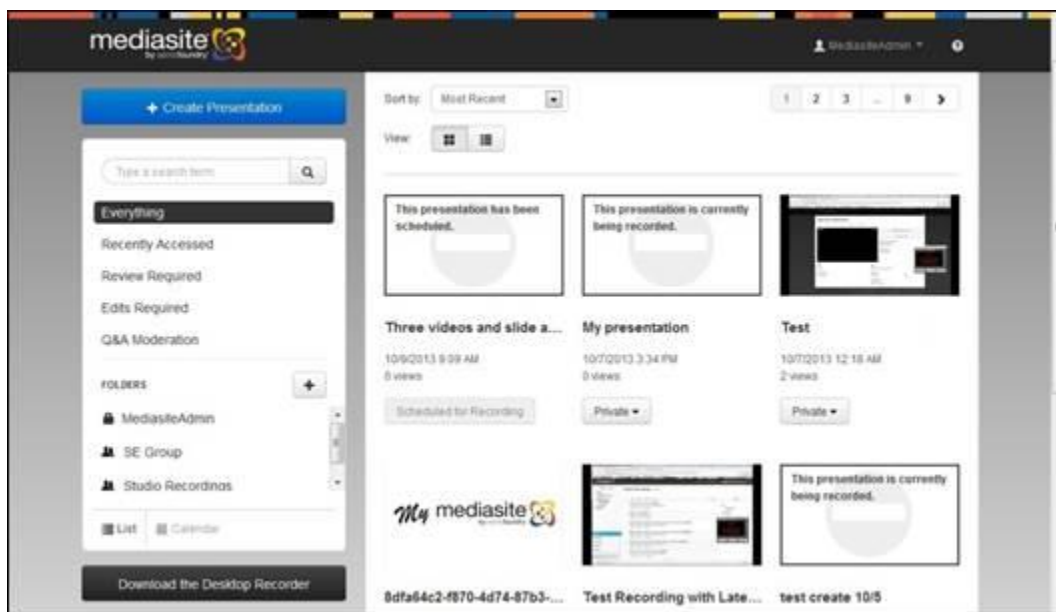 mediasite
by sonicfoundry
MediasiteAdmin
+ Create Presentation
Type a search term
Everything
Recently Accessed
Review Required
Edits Required
Q&A Moderation
FOLDERS
+
MediasiteAdmin
SE Group
Studio Recordings
List
Calendar
Download the Desktop Recorder
Sort by: Most Recent
1 2 3 ... 9
View:
This presentation has been
scheduled.
Three videos and slide a...
10/9/2013 9:09 AM
0 views
Scheduled for Recording
This presentation is currently
being recorded.
My presentation
10/7/2013 3:34 PM
0 views
Private
Test
10/7/2013 12:18 AM
2 views
Private
My mediasite
by sonicfoundry
8dfa64c2-f870-4d74-87b3-...
Test Recording with Late...
This presentation is currently
being recorded.
test create 10/5